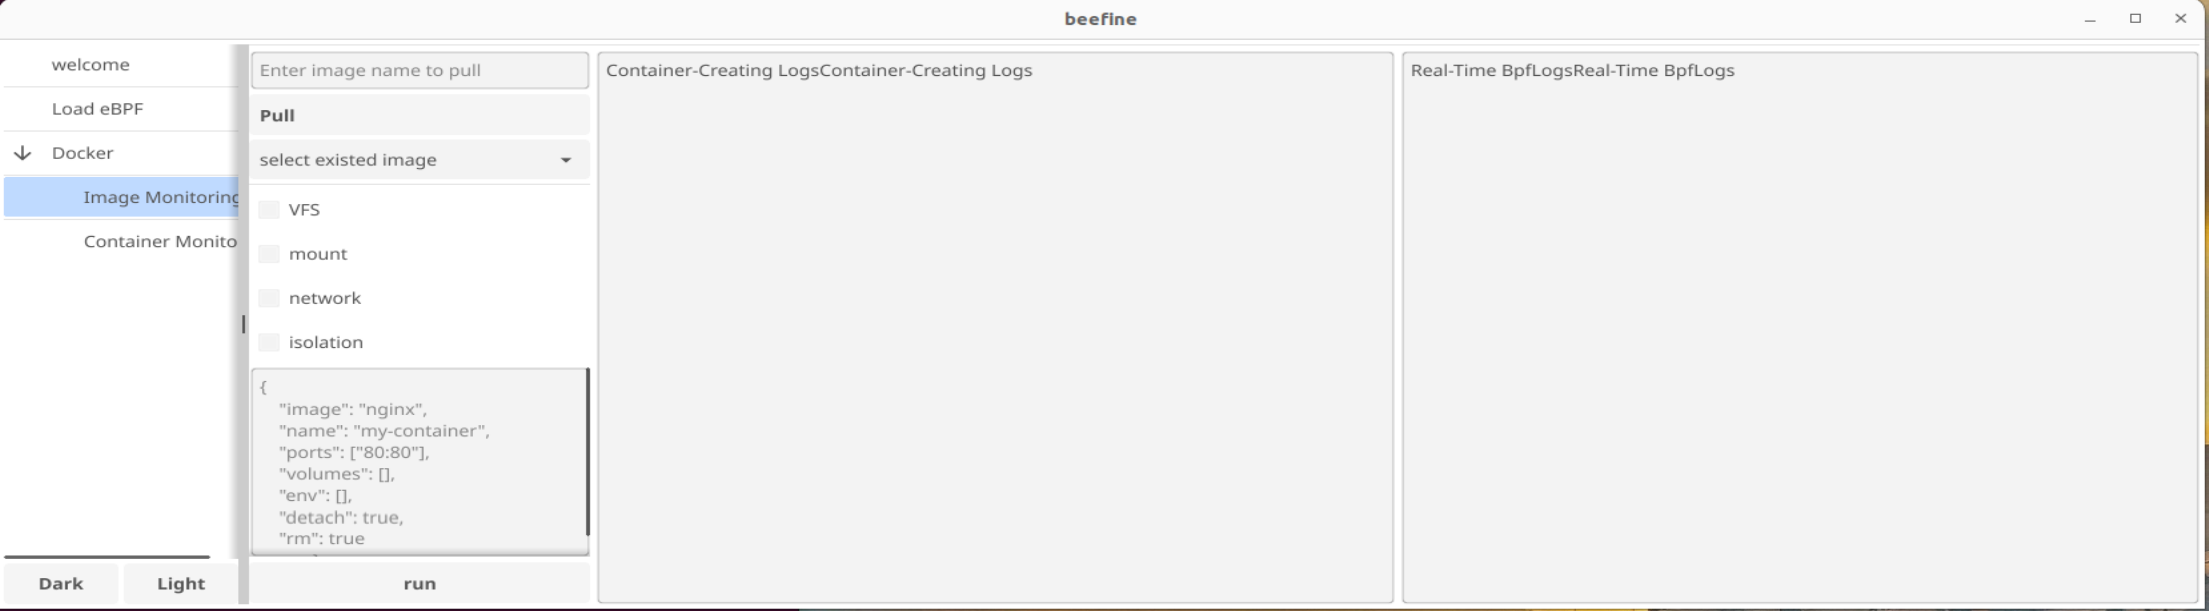 beefine
welcome
Load eBPF
Docker
Image Monitoring
Container Monito
Dark
Light
Enter image name to pull
Pull
select existed image
VFS
mount
network
isolation
{
"image": "nginx",
"name": "my-container",
"ports": ["80:80"],
"volumes": [],
"env": [],
"detach": true,
"rm": true
run
Container-Creating LogsContainer-Creating Logs
Real-Time BpfLogsReal-Time BpfLogs